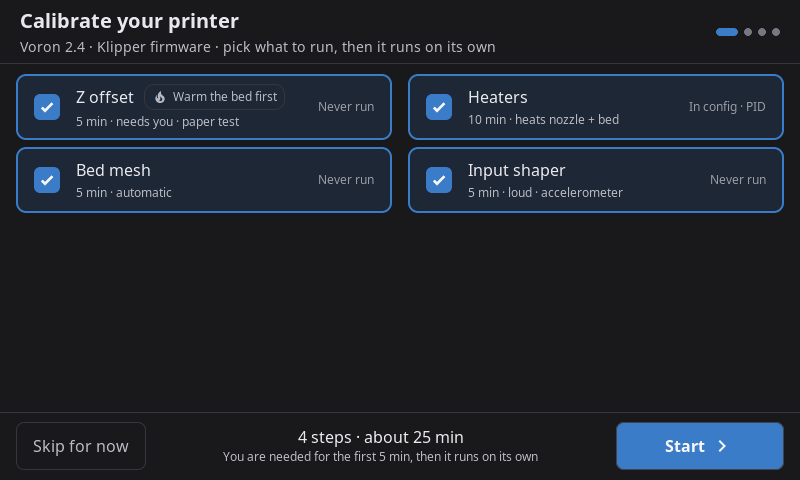 Calibrate your printer
Voron 2.4 · Klipper firmware · pick what to run, then it runs on its own
Z offset
Warm the bed first
5 min · needs you · paper test
Never run
Heaters
10 min · heats nozzle + bed
In config · PID
Bed mesh
5 min · automatic
Never run
Input shaper
5 min · loud · accelerometer
Never run
Skip for now
4 steps · about 25 min
You are needed for the first 5 min, then it runs on its own
Start